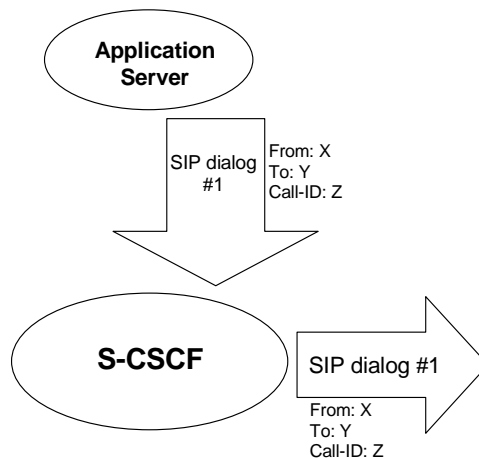 Application
Server
SIP dialog
#1
From: X
To: Y
Call-ID: Z
S-CSCF
SIP dialog #1
From: X
To: Y
Call-ID: Z